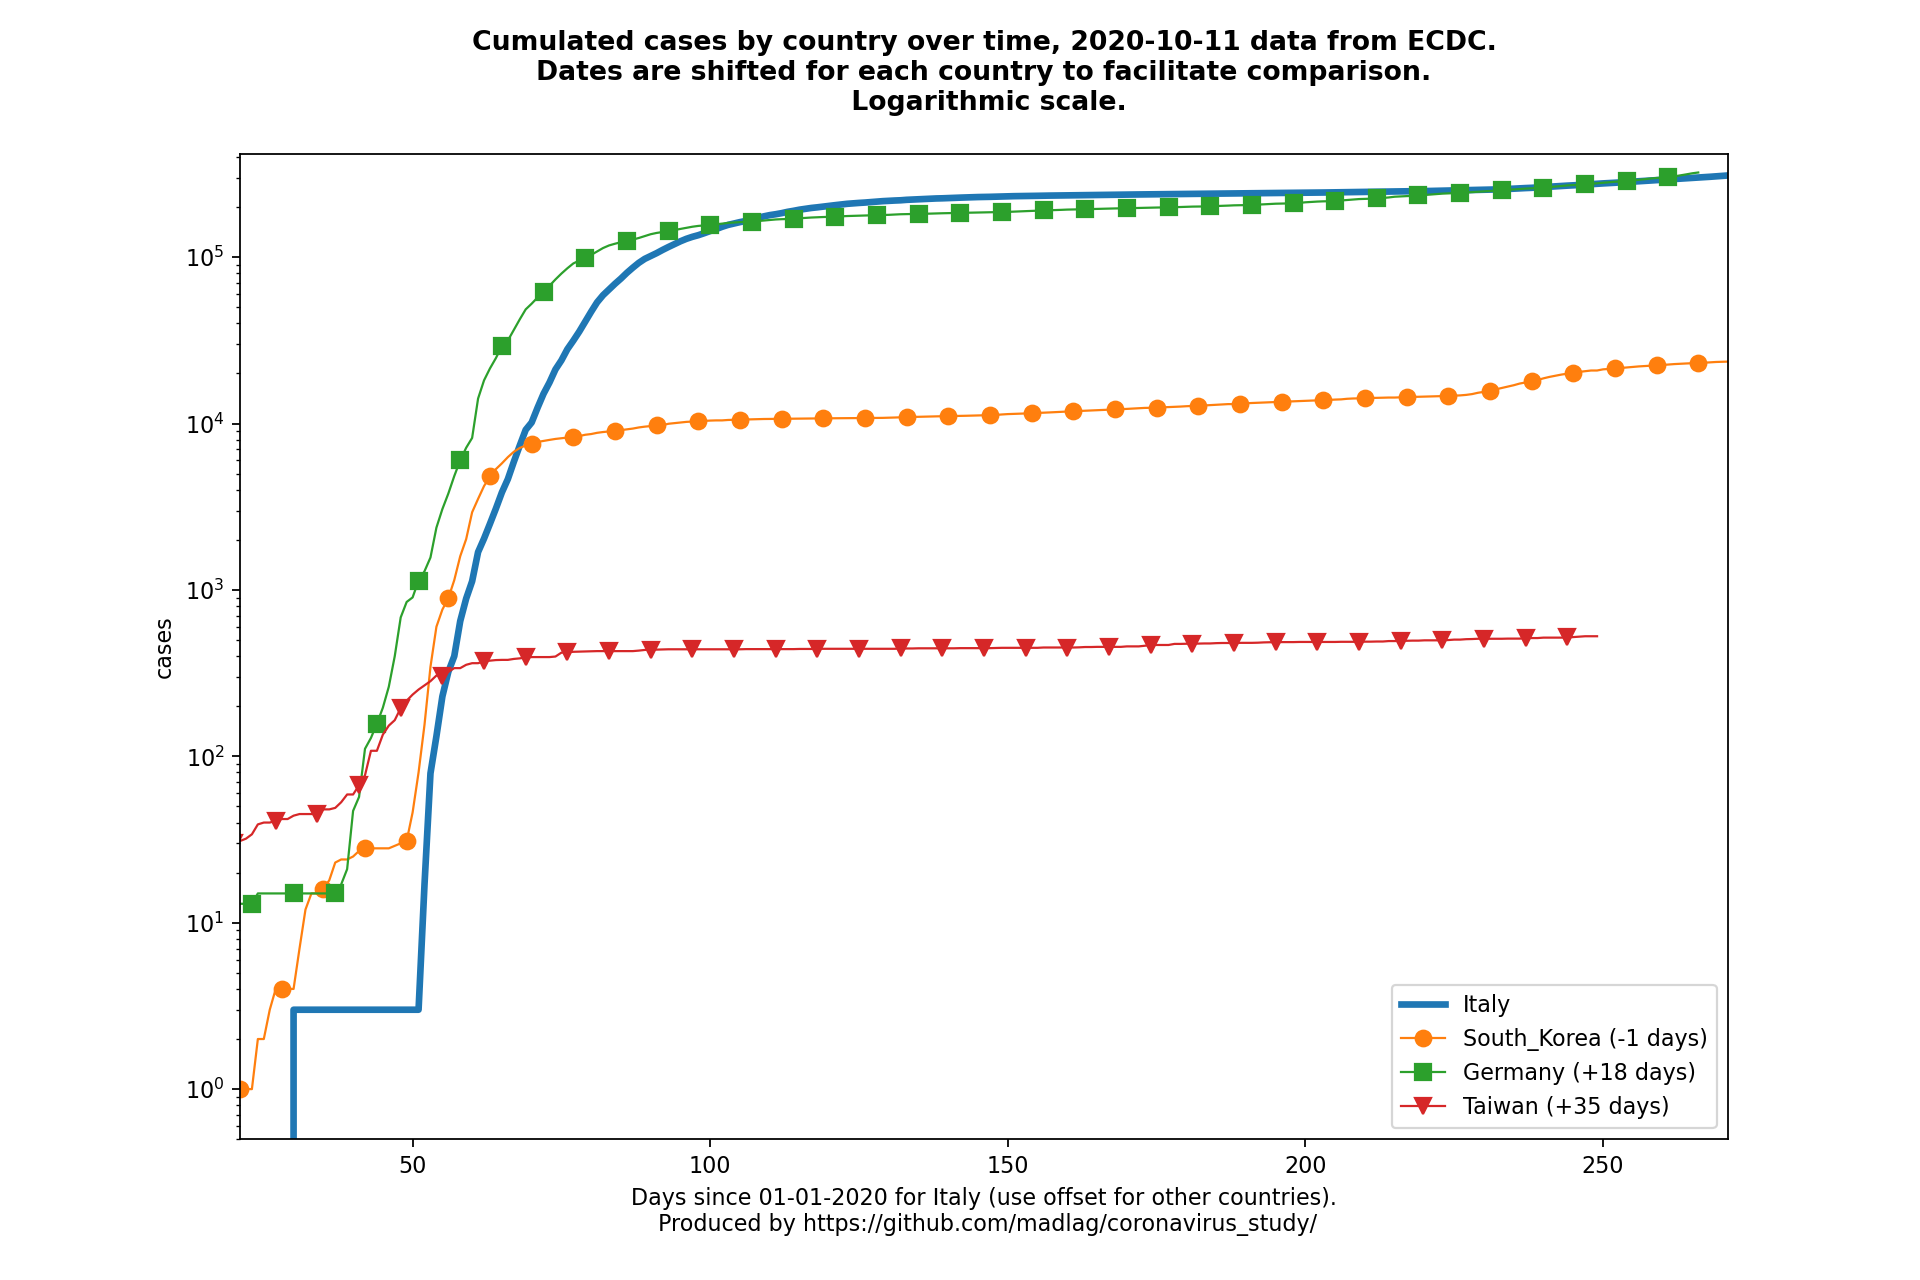 Cumulated cases by country over time, 2020-10-11 data from ECDC.
Dates are shifted for each country to facilitate comparison.
Logarithmic scale.
10^5
10^4
10^3
10^2
10^1
10^0
cases
50 100 150 200 250
Italy
South_Korea (-1 days)
Germany (+18 days)
Taiwan (+35 days)
Days since 01-01-2020 for Italy (use offset for other countries).
Produced by https://github.com/madlag/coronavirus_study/